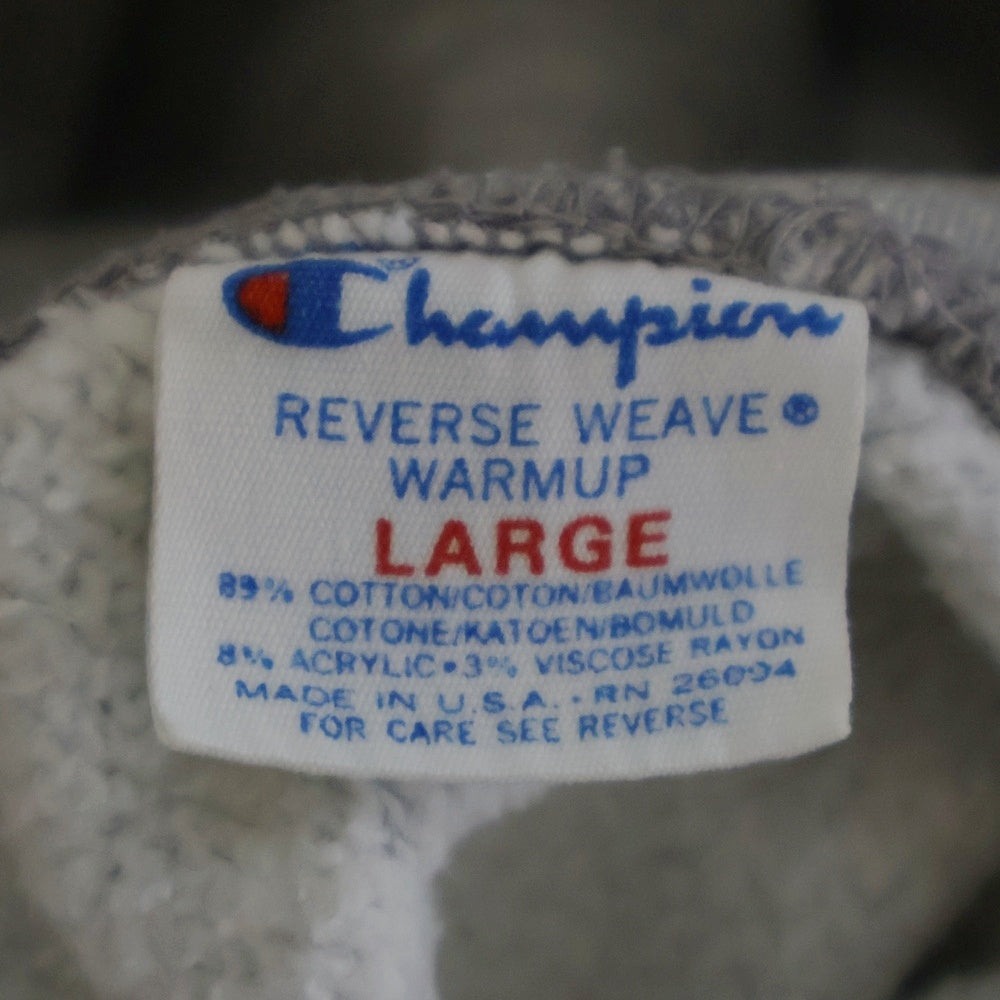 Champion®
REVERSE WEAVE®
WARMUP
LARGE
89% COTTON/COTON/BAUMWOLLE
COTONE/KATOEN/BOMULD
8% ACRYLIC•3% VISCOSE RAYON
MADE IN U.S.A. · RN 26094
FOR CARE SEE REVERSE